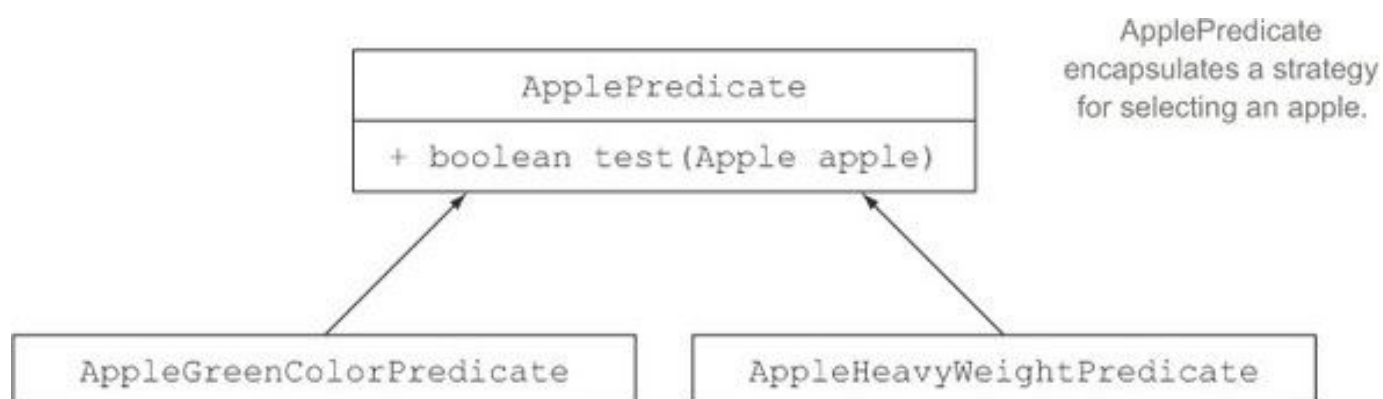 ApplePredicate
encapsulates a strategy
for selecting an apple.
ApplePredicate
+ boolean test(Apple apple)
AppleGreenColorPredicate
AppleHeavyWeightPredicate